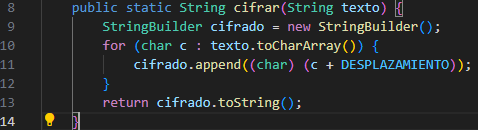 8 public static String cifrar(String texto) {
9 StringBuilder cifrado = new StringBuilder();
10 for (char c : texto.toCharArray()) {
11 cifrado.append((char) (c + DESPLAZAMIENTO));
12 }
13 return cifrado.toString();
14 }